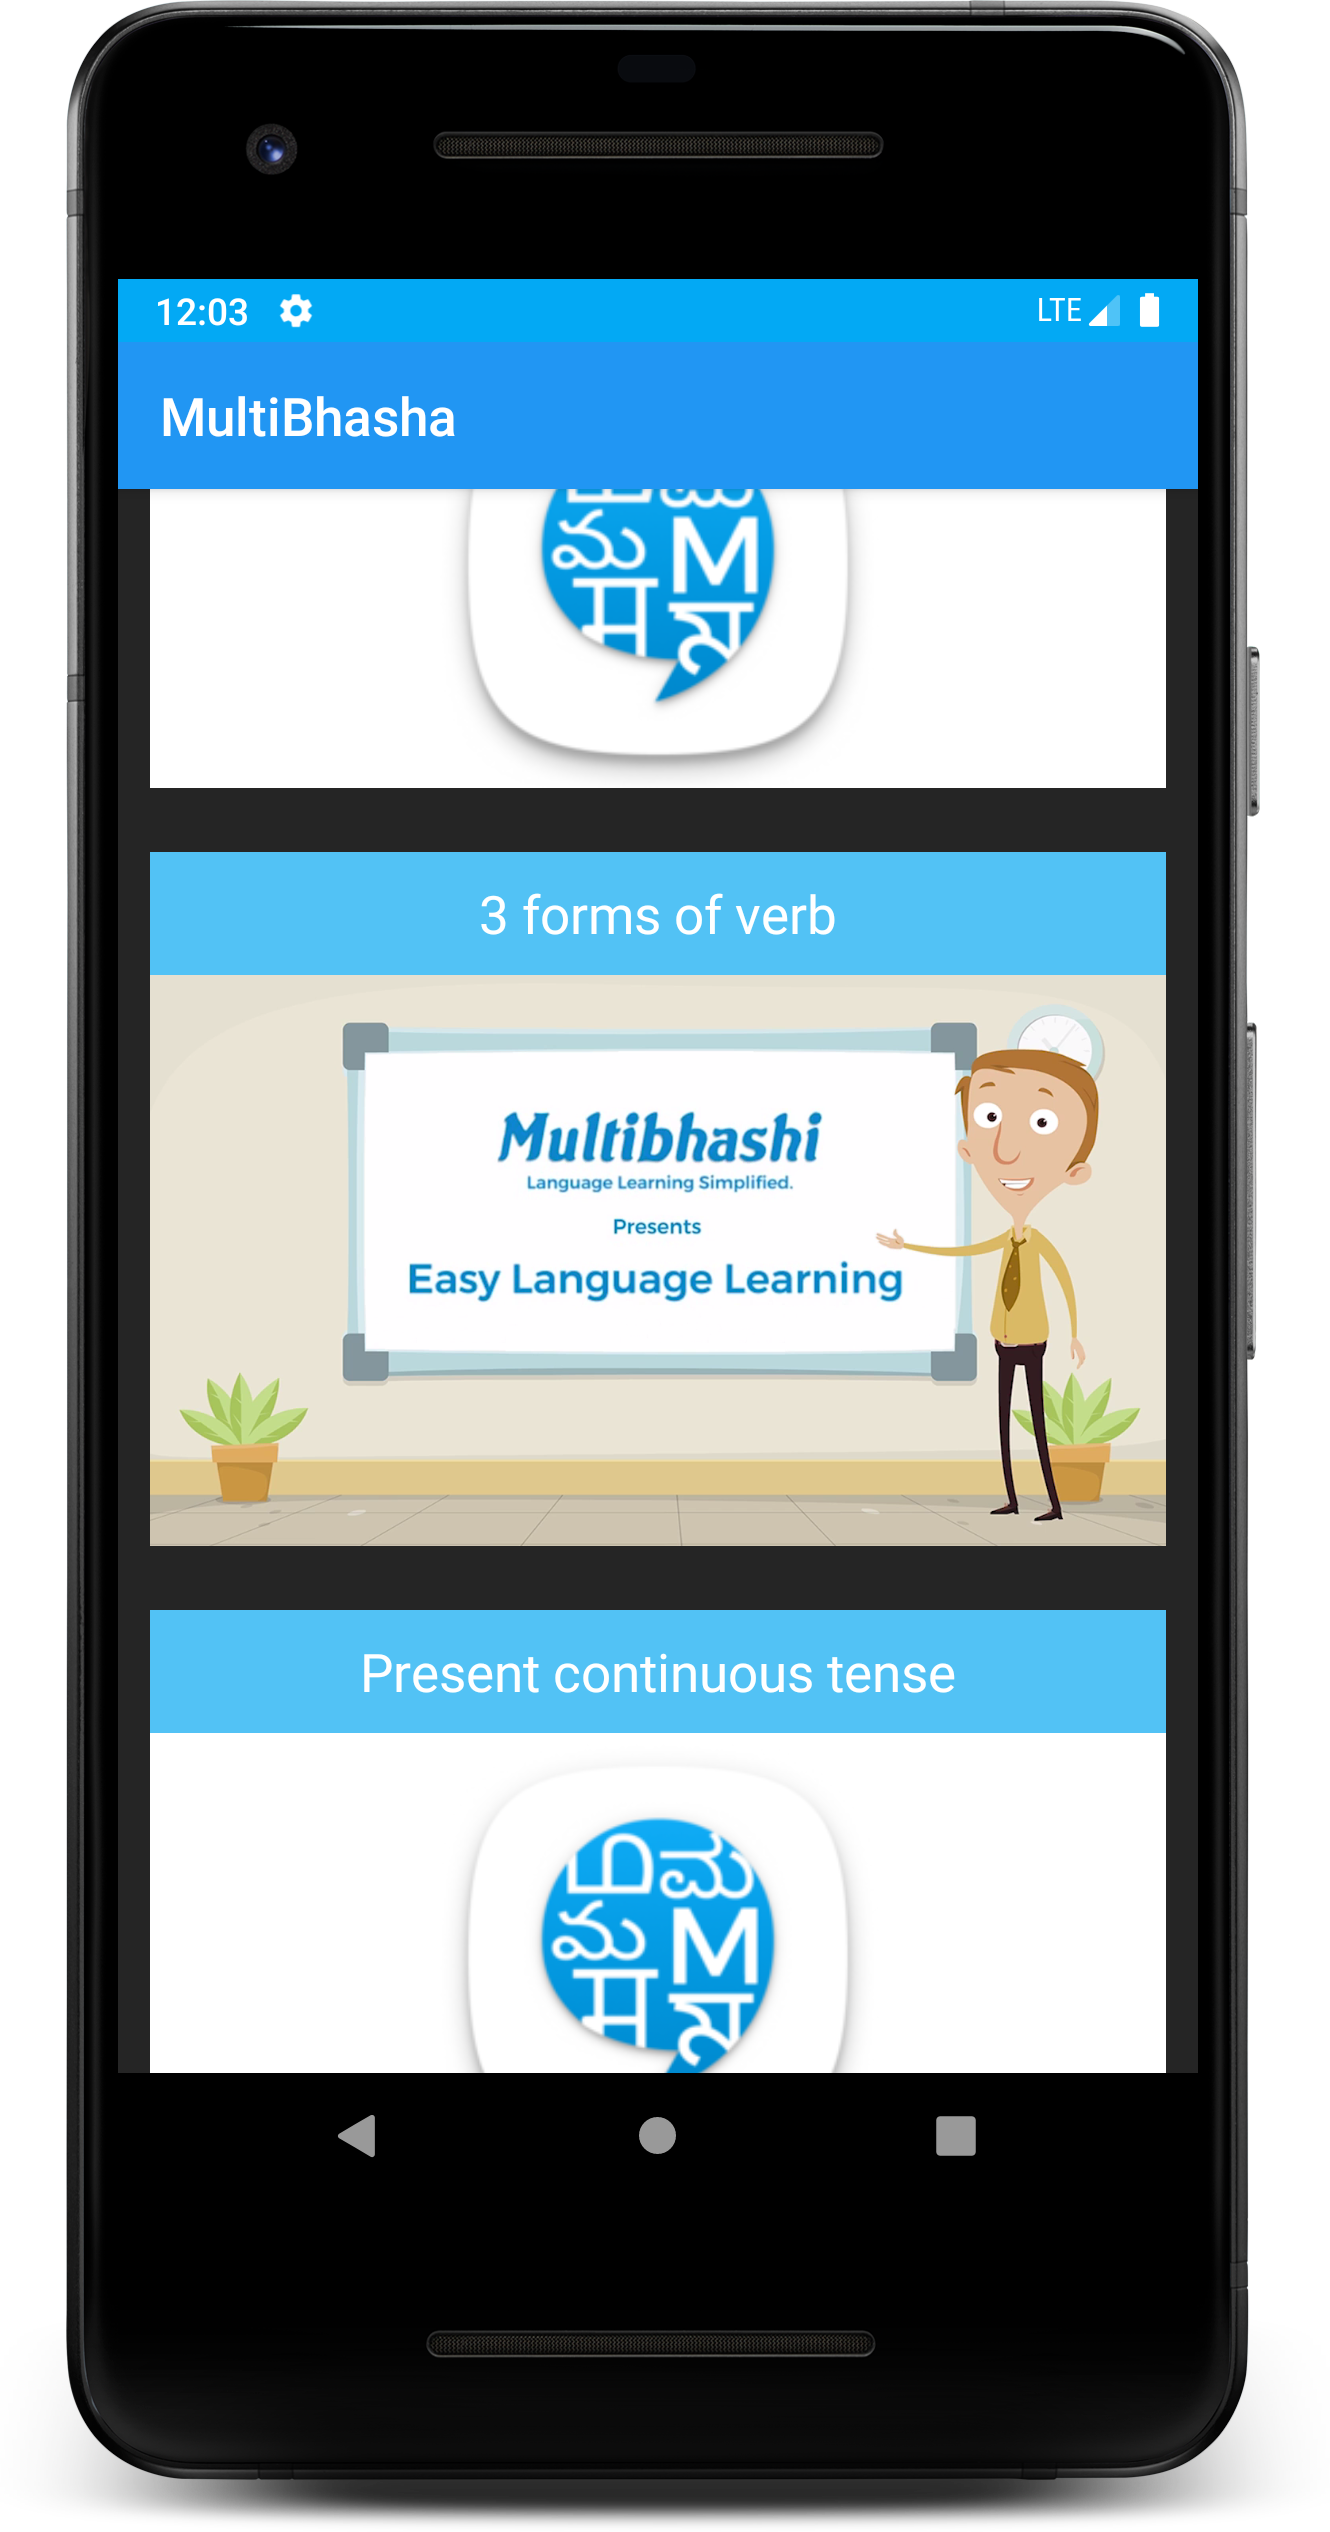 12:03 LTE
MultiBhasha
మ M
म ম
3 forms of verb
Multibhashi
Language Learning Simplified.
Presents
Easy Language Learning
Present continuous tense
மಮ
మ M
म ম